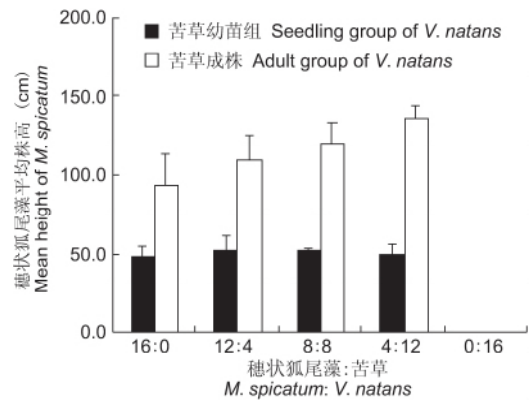 200.0
150.0
100.0
50.0
0.0
穗状狐尾藻平均株高 (cm)
Mean height of M. spicatum
苦草幼苗组 Seedling group of V. natans
苦草成株 Adult group of V. natans
16:0 12:4 8:8 4:12 0:16
穗状狐尾藻:苦草
M. spicatum: V. natans